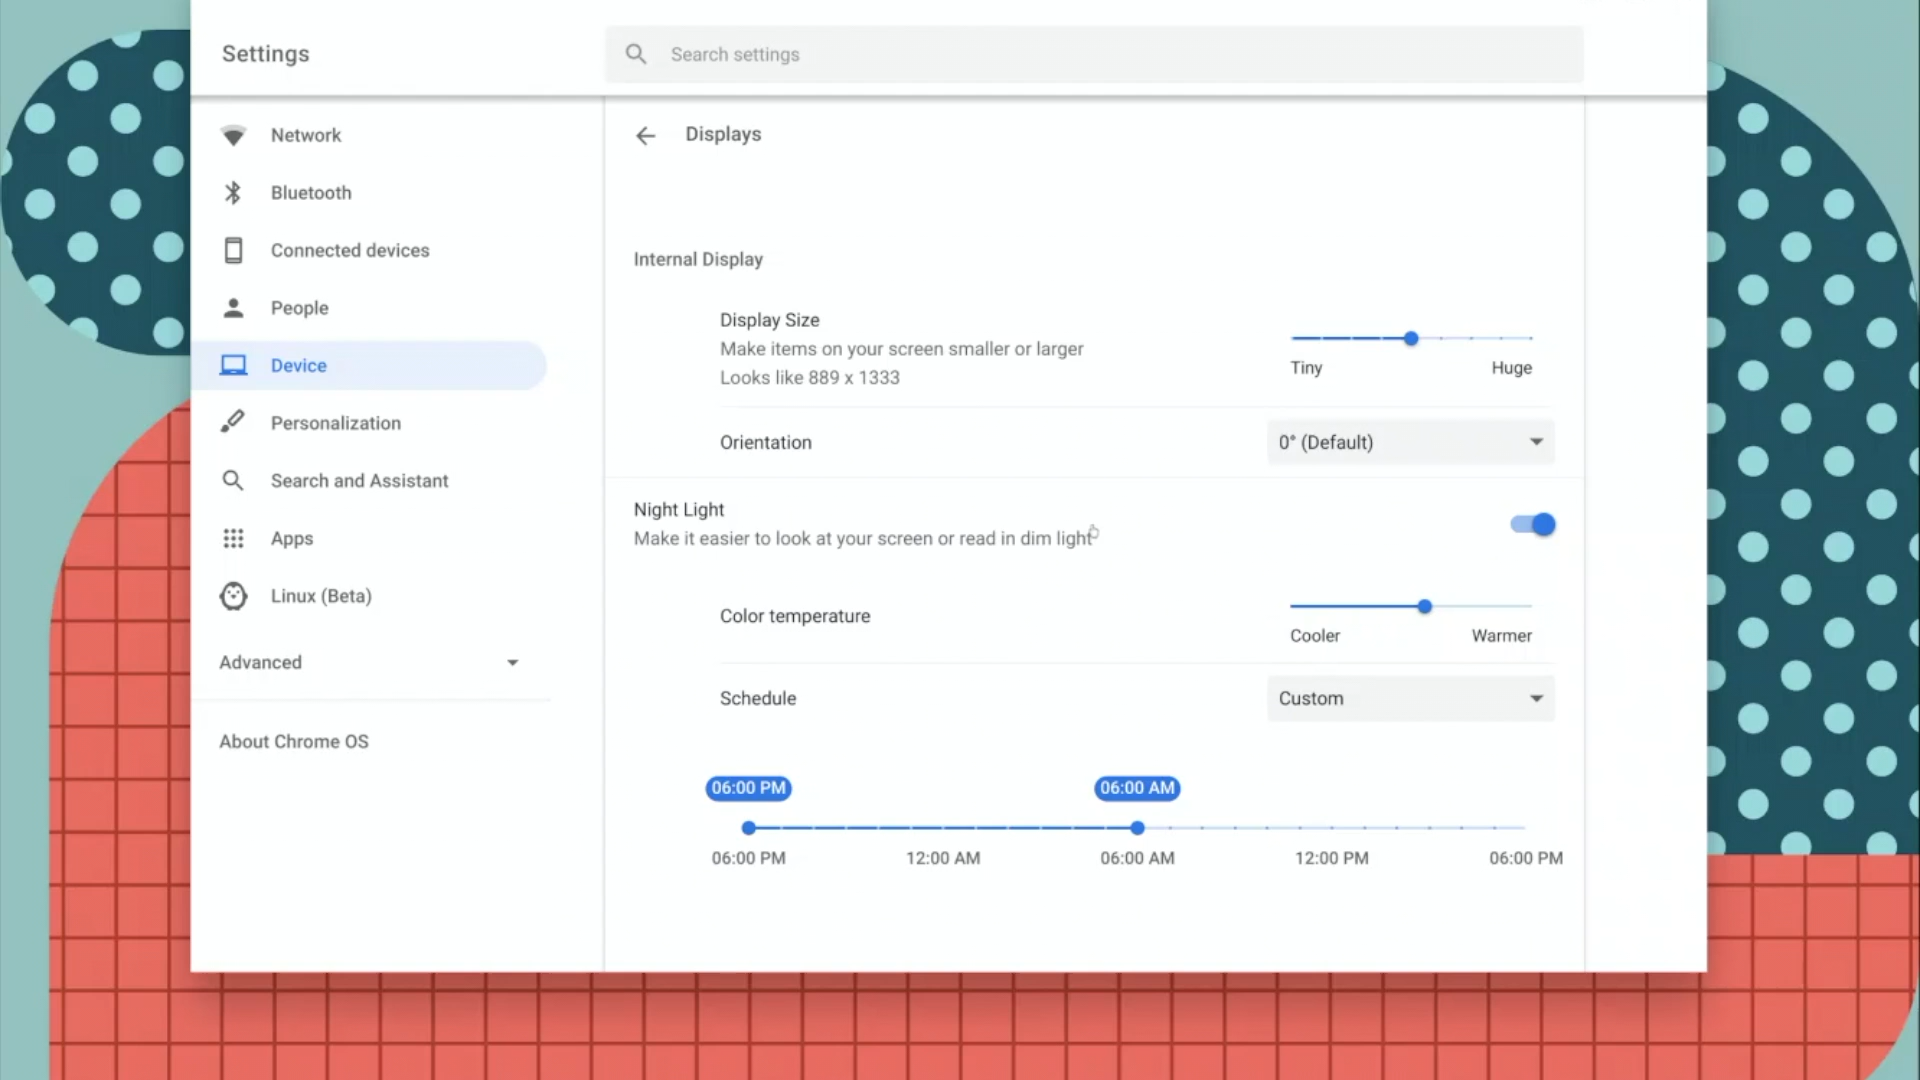 Settings
Search settings
Network
Bluetooth
Connected devices
People
Device
Personalization
Search and Assistant
Apps
Linux (Beta)
Advanced
About Chrome OS
Displays
Internal Display
Display Size
Make items on your screen smaller or larger
Looks like 889 x 1333
Tiny Huge
Orientation
0° (Default)
Night Light
Make it easier to look at your screen or read in dim light
Color temperature
Cooler Warmer
Schedule
Custom
06:00 PM 06:00 AM
06:00 PM 12:00 AM 06:00 AM 12:00 PM 06:00 PM